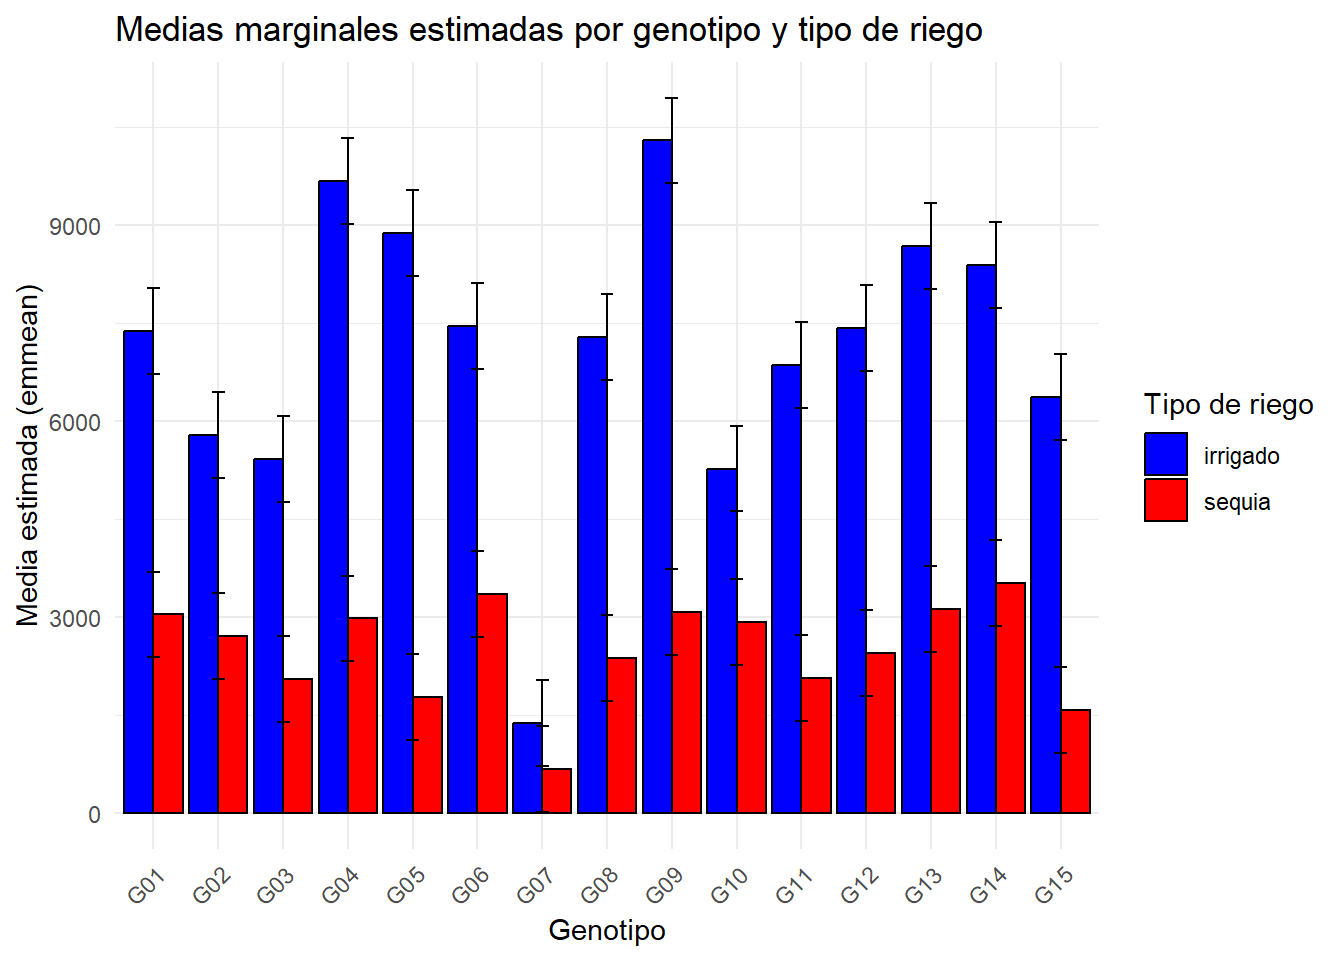 Medias marginales estimadas por genotipo y tipo de riego
Media estimada (emmean)
9000
6000
3000
0
G01 G02 G03 G04 G05 G06 G07 G08 G09 G10 G11 G12 G13 G14 G15
Genotipo
Tipo de riego
irrigado
sequia